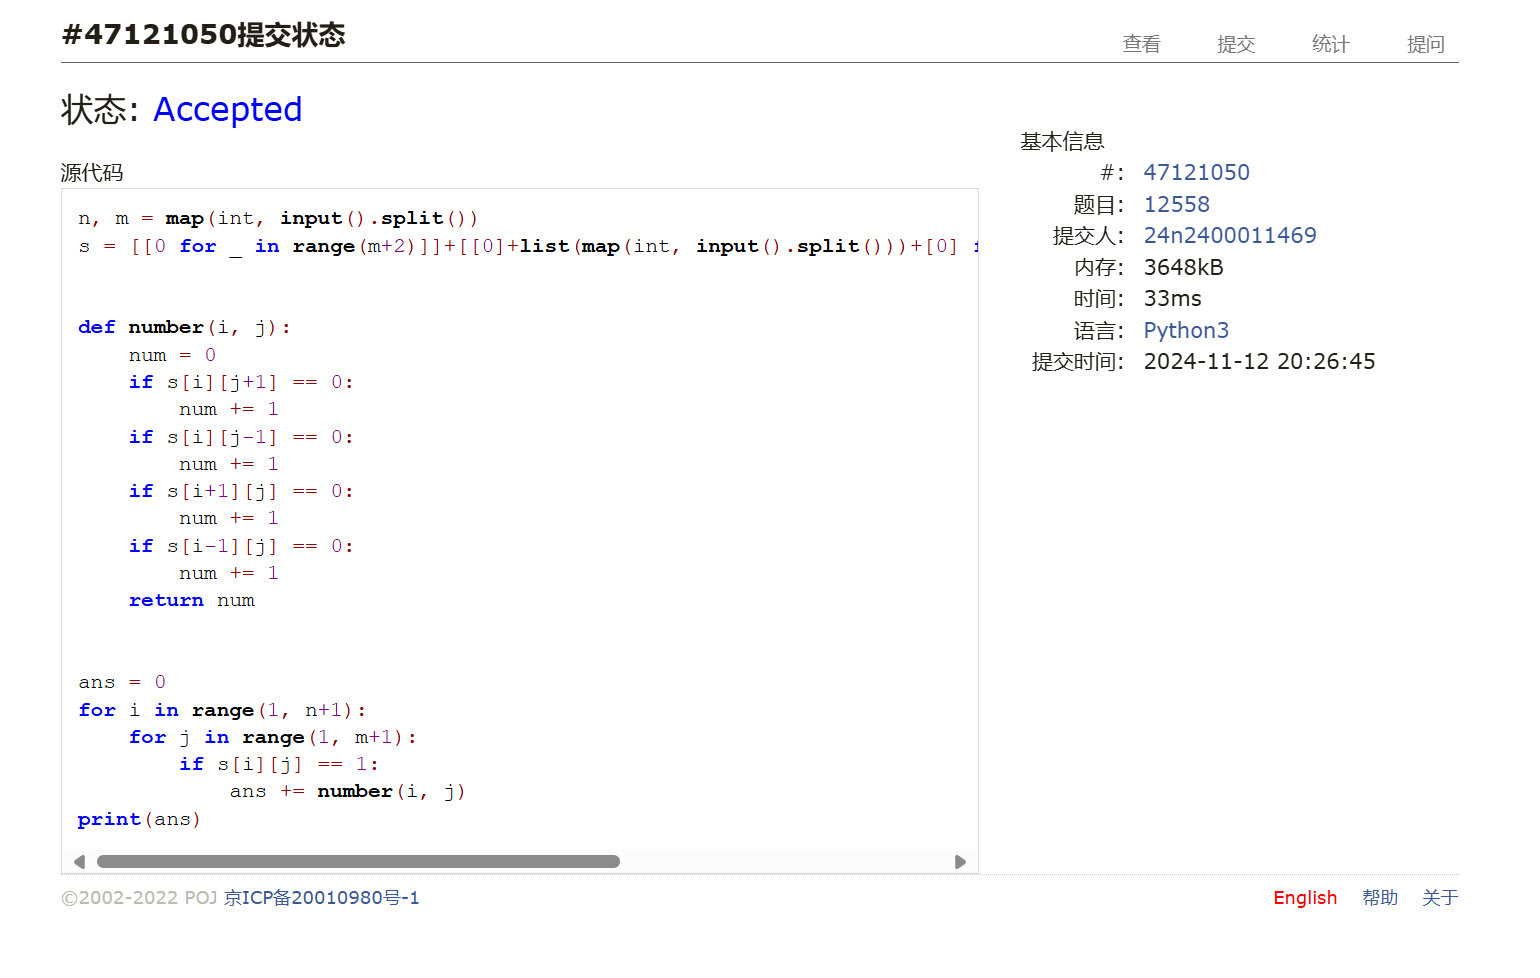 #47121050提交状态
查看 提交 统计 提问
状态: Accepted
源代码
n, m = map(int, input().split())
s = [[0 for _ in range(m+2)]]+[[0]+list(map(int, input().split()))+[0]
def number(i, j):
    num = 0
    if s[i][j+1] == 0:
        num += 1
    if s[i][j-1] == 0:
        num += 1
    if s[i+1][j] == 0:
        num += 1
    if s[i-1][j] == 0:
        num += 1
    return num
ans = 0
for i in range(1, n+1):
    for j in range(1, m+1):
        if s[i][j] == 1:
            ans += number(i, j)
print(ans)
基本信息
#: 47121050
题目: 12558
提交人: 24n2400011469
内存: 3648kB
时间: 33ms
语言: Python3
提交时间: 2024-11-12 20:26:45
©2002-2022 POJ 京ICP备20010980号-1
English 帮助 关于